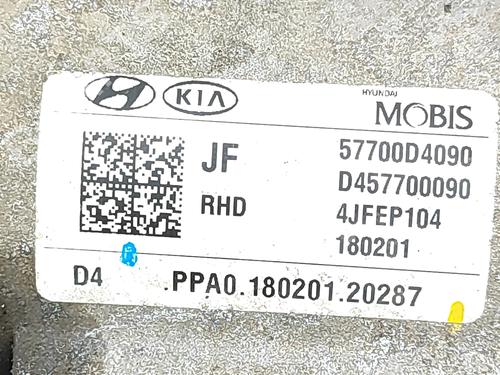 KIA
HYUNDAI
MOBIS
JF 57700D4090
D457700090
RHD 4JFEP104
180201
D4 .PPA0.180201.20287